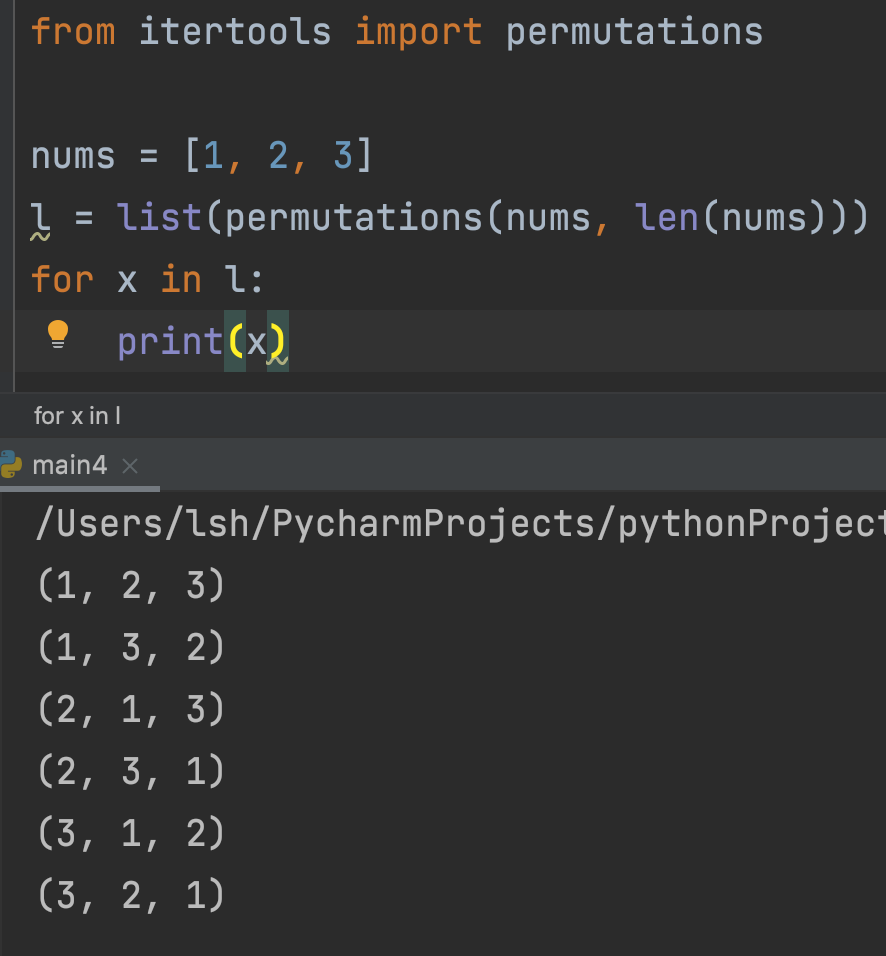 from itertools import permutations
nums = [1, 2, 3]
l = list(permutations(nums, len(nums)))
for x in l:
    print(x)
for x in l
main4
/Users/lsh/PycharmProjects/pythonProject
(1, 2, 3)
(1, 3, 2)
(2, 1, 3)
(2, 3, 1)
(3, 1, 2)
(3, 2, 1)